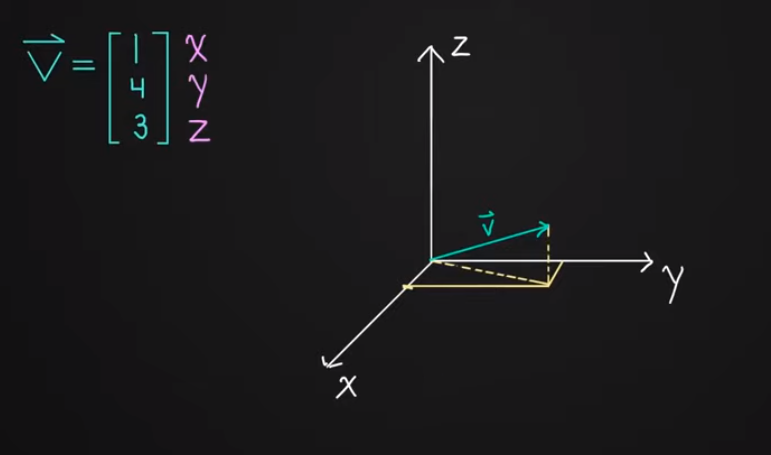 V = [1 4 3] x y z
z
v
y
x